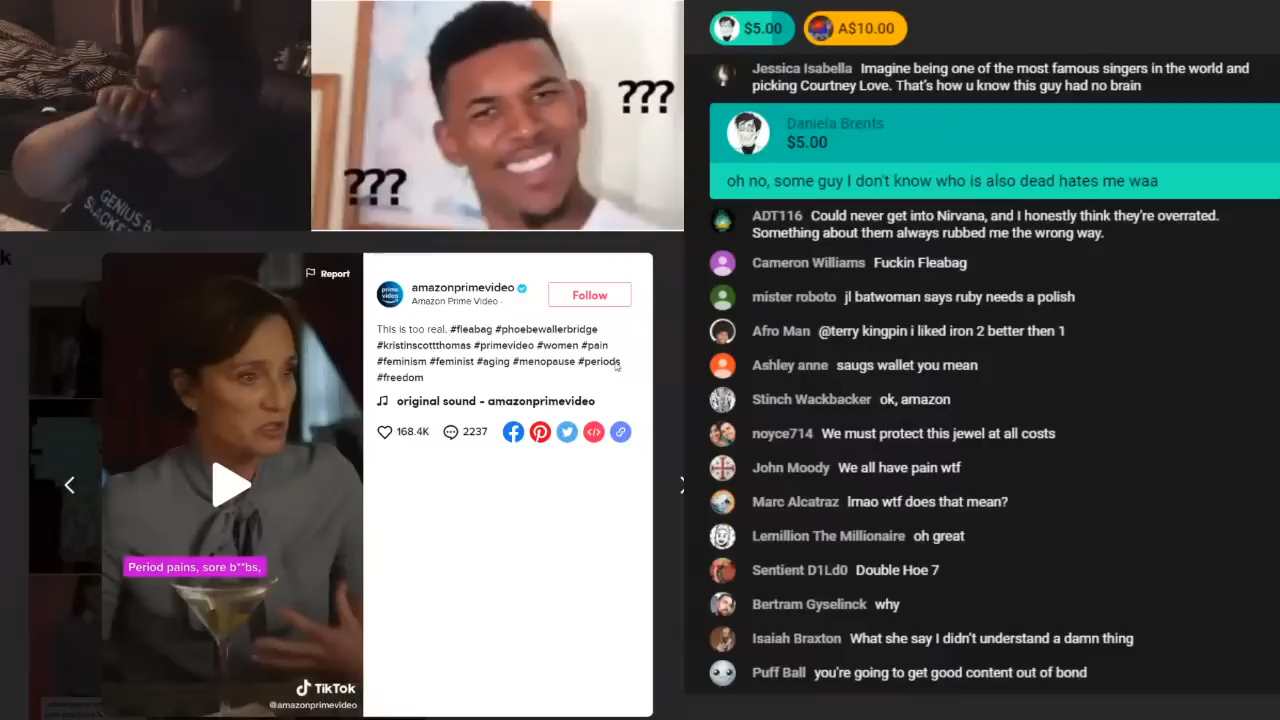 GENIUS &
???
???
k
Report
prime video
amazonprimevideo
Amazon Prime Video ·
Follow
This is too real. #fleabag #phoebewallerbridge
#kristinscottthomas #primevideo #women #pain
#feminism #feminist #aging #menopause #periods
#freedom
original sound - amazonprimevideo
168.4K
2237
Period pains, sore b**bs,
TikTok
@amazonprimevideo
$5.00
A$10.00
Jessica Isabella Imagine being one of the most famous singers in the world and
picking Courtney Love. That's how u know this guy had no brain
Daniela Brents
$5.00
oh no, some guy I don't know who is also dead hates me waa
ADT116 Could never get into Nirvana, and I honestly think they're overrated.
Something about them always rubbed me the wrong way.
Cameron Williams Fuckin Fleabag
mister roboto jl batwoman says ruby needs a polish
Afro Man @terry kingpin i liked iron 2 better then 1
Ashley anne saugs wallet you mean
Stinch Wackbacker ok, amazon
noyce714 We must protect this jewel at all costs
John Moody We all have pain wtf
Marc Alcatraz lmao wtf does that mean?
Lemillion The Millionaire oh great
Sentient D1Ld0 Double Hoe 7
Bertram Gyselinck why
Isaiah Braxton What she say I didn't understand a damn thing
Puff Ball you're going to get good content out of bond